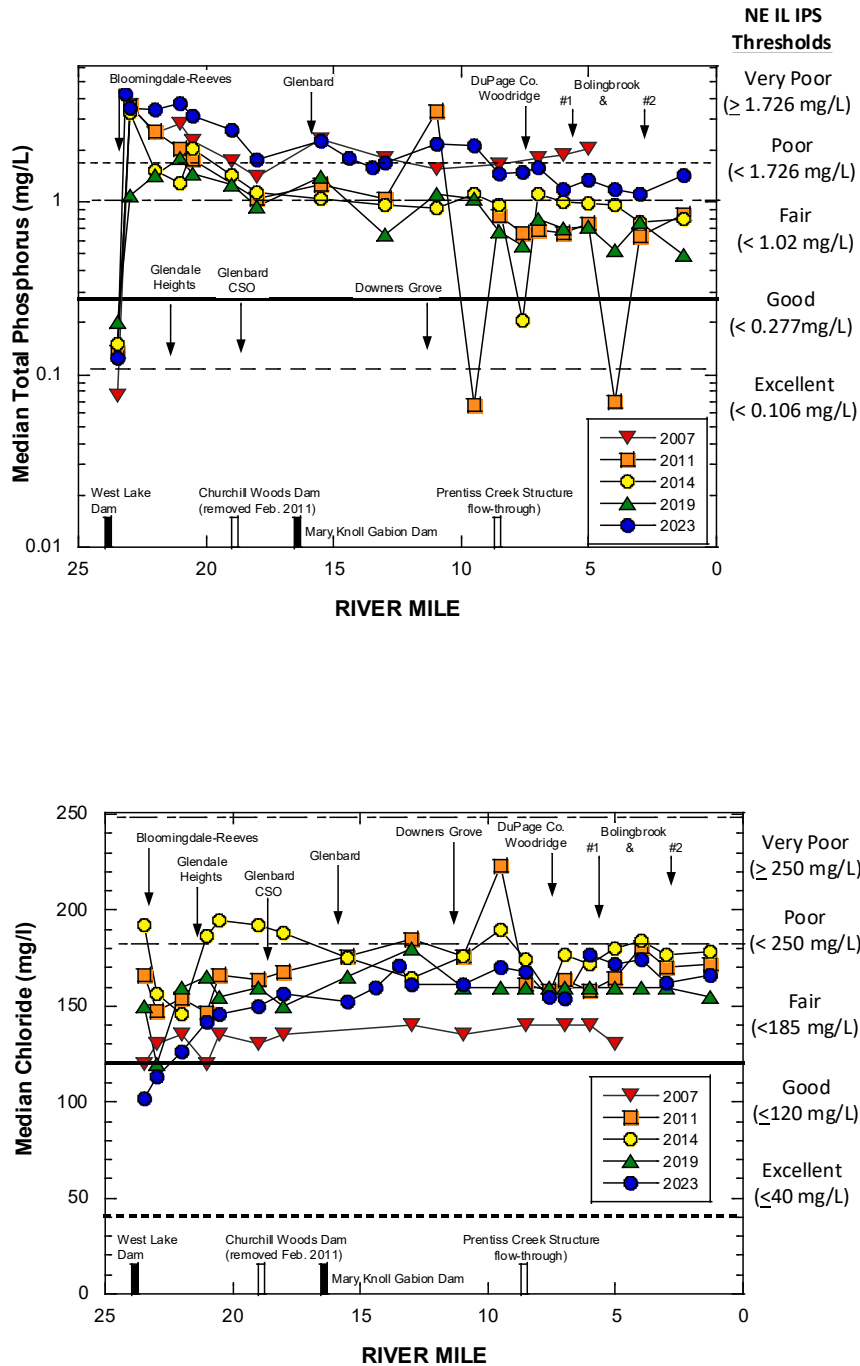 NE IL IPS
Thresholds
Bloomingdale-Reeves
Glenbard
DuPage Co.
Woodridge
Bolingbrook
#1 & #2
Very Poor
(> 1.726 mg/L)
Poor
(< 1.726 mg/L)
Fair
(< 1.02 mg/L)
Good
(< 0.277mg/L)
Excellent
(< 0.106 mg/L)
Median Total Phosphorus (mg/L)
1
0.1
0.01
Glendale
Heights
Glenbard
CSO
Downers Grove
2007
2011
2014
2019
2023
West Lake
Dam
Churchill Woods Dam
(removed Feb. 2011)
Mary Knoll Gabion Dam
Prentiss Creek Structure
flow-through)
25 20 15 10 5 0
RIVER MILE
Median Chloride (mg/l)
250
200
150
100
50
0
Bloomingdale-Reeves
Glendale
Heights
Glenbard
CSO
Glenbard
Downers Grove
DuPage Co.
Woodridge
Bolingbrook
#1 & #2
Very Poor
(> 250 mg/L)
Poor
(< 250 mg/L)
Fair
(<185 mg/L)
Good
(<120 mg/L)
Excellent
(<40 mg/L)
2007
2011
2014
2019
2023
West Lake
Dam
Churchill Woods Dam
(removed Feb. 2011)
Mary Knoll Gabion Dam
Prentiss Creek Structure
flow-through)
25 20 15 10 5 0
RIVER MILE